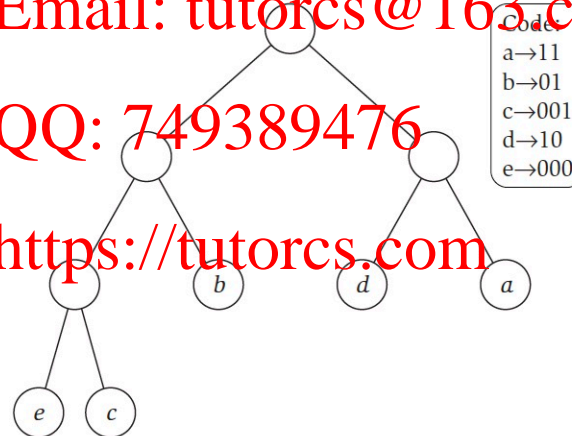 Email: tutorcs@163.c
Code:
a→11
b→01
c→001
d→10
e→000
QQ: 749389476
https://tutorcs.com
b
d
a
e
c